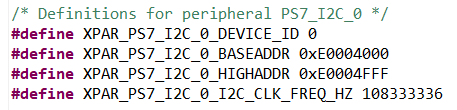 /* Definitions for peripheral PS7_I2C_0 */
#define XPAR_PS7_I2C_0_DEVICE_ID 0
#define XPAR_PS7_I2C_0_BASEADDR 0xE0004000
#define XPAR_PS7_I2C_0_HIGHADDR 0xE0004FFF
#define XPAR_PS7_I2C_0_I2C_CLK_FREQ_HZ 108333336